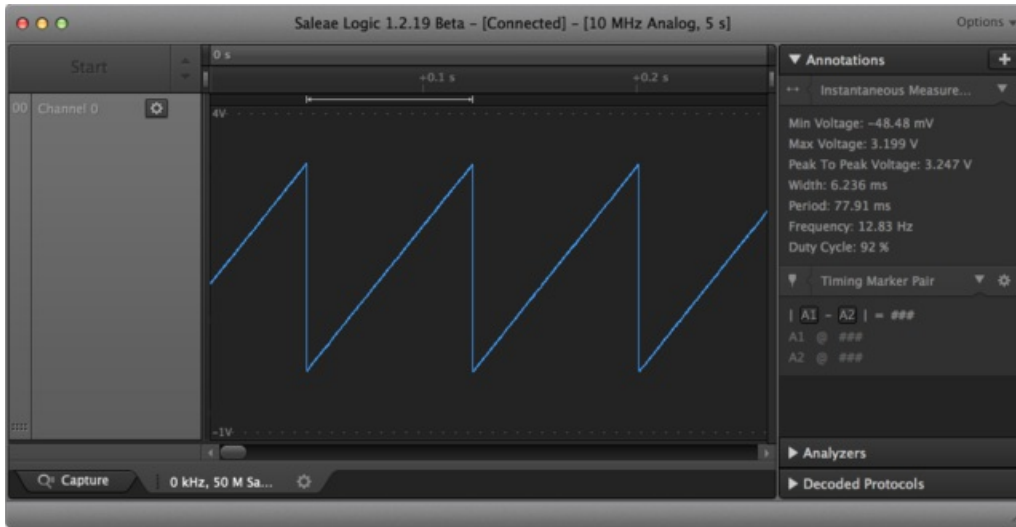 Saleae Logic 1.2.19 Beta – [Connected] – [10 MHz Analog, 5 s]
Options
Start
0 s
+0.1 s
+0.2 s
00 Channel 0
4V
-1V
Annotations
Instantaneous Measure...
Min Voltage: -48.48 mV
Max Voltage: 3.199 V
Peak To Peak Voltage: 3.247 V
Width: 6.236 ms
Period: 77.91 ms
Frequency: 12.83 Hz
Duty Cycle: 92 %
Timing Marker Pair
| A1 - A2 | = ###
A1 @ ###
A2 @ ###
Analyzers
Decoded Protocols
Capture
0 kHz, 50 M Sa...